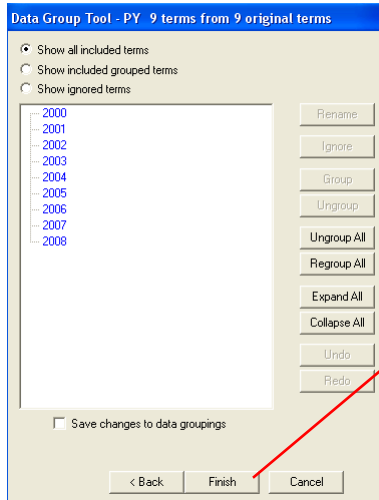 Data Group Tool - PY 9 terms from 9 original terms
Show all included terms
Show included grouped terms
Show ignored terms
2000
2001
2002
2003
2004
2005
2006
2007
2008
Rename
Ignore
Group
Ungroup
Ungroup All
Regroup All
Expand All
Collapse All
Undo
Redo
Save changes to data groupings
< Back
Finish
Cancel